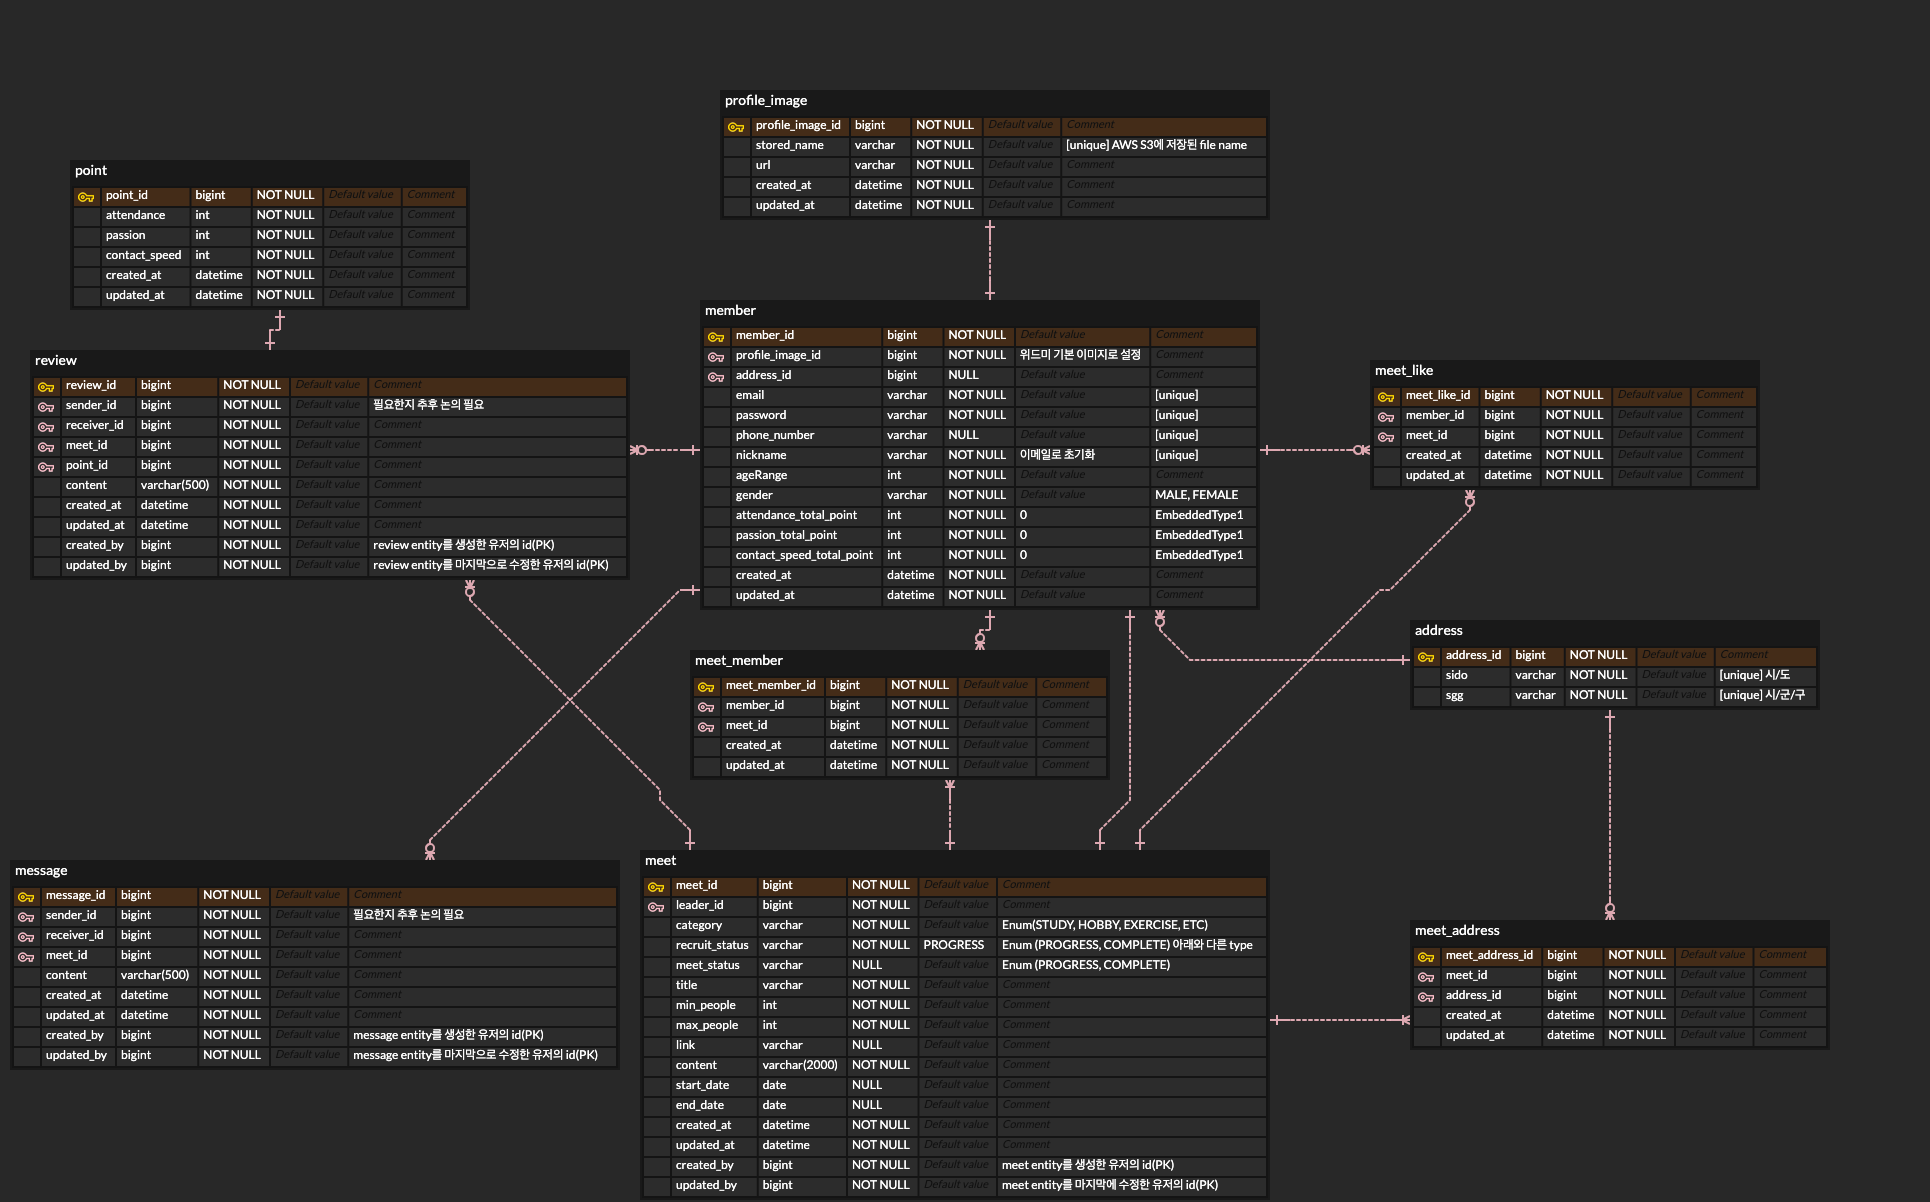 profile_image
profile_image_id bigint NOT NULL Default value Comment
stored_name varchar NOT NULL Default value [unique] AWS S3에 저장된 file name
url varchar NOT NULL Default value Comment
created_at datetime NOT NULL Default value Comment
updated_at datetime NOT NULL Default value Comment
point
point_id bigint NOT NULL Default value Comment
attendance int NOT NULL Default value Comment
passion int NOT NULL Default value Comment
contact_speed int NOT NULL Default value Comment
created_at datetime NOT NULL Default value Comment
updated_at datetime NOT NULL Default value Comment
member
member_id bigint NOT NULL Default value Comment
profile_image_id bigint NOT NULL 위드미 기본 이미지로 설정 Comment
address_id bigint NULL Default value Comment
email varchar NOT NULL Default value [unique]
password varchar NOT NULL Default value [unique]
phone_number varchar NULL Default value [unique]
nickname varchar NOT NULL 이메일로 초기화 [unique]
ageRange int NOT NULL Default value Comment
gender varchar NOT NULL Default value MALE, FEMALE
attendance_total_point int NOT NULL 0 EmbeddedType1
passion_total_point int NOT NULL 0 EmbeddedType1
contact_speed_total_point int NOT NULL 0 EmbeddedType1
created_at datetime NOT NULL Default value Comment
updated_at datetime NOT NULL Default value Comment
review
review_id bigint NOT NULL Default value Comment
sender_id bigint NOT NULL Default value 필요한지 추후 논의 필요
receiver_id bigint NOT NULL Default value Comment
meet_id bigint NOT NULL Default value Comment
point_id bigint NOT NULL Default value Comment
content varchar(500) NOT NULL Default value Comment
created_at datetime NOT NULL Default value Comment
updated_at datetime NOT NULL Default value Comment
created_by bigint NOT NULL Default value review entity를 생성한 유저의 id(PK)
updated_by bigint NOT NULL Default value review entity를 마지막으로 수정한 유저의 id(PK)
meet_like
meet_like_id bigint NOT NULL Default value Comment
member_id bigint NOT NULL Default value Comment
meet_id bigint NOT NULL Default value Comment
created_at datetime NOT NULL Default value Comment
updated_at datetime NOT NULL Default value Comment
address
address_id bigint NOT NULL Default value Comment
sido varchar NOT NULL Default value [unique] 시/도
sgg varchar NOT NULL Default value [unique] 시/군/구
meet_member
meet_member_id bigint NOT NULL Default value Comment
member_id bigint NOT NULL Default value Comment
meet_id bigint NOT NULL Default value Comment
created_at datetime NOT NULL Default value Comment
updated_at datetime NOT NULL Default value Comment
message
message_id bigint NOT NULL Default value Comment
sender_id bigint NOT NULL Default value 필요한지 추후 논의 필요
receiver_id bigint NOT NULL Default value Comment
meet_id bigint NOT NULL Default value Comment
content varchar(500) NOT NULL Default value Comment
created_at datetime NOT NULL Default value Comment
updated_at datetime NOT NULL Default value Comment
created_by bigint NOT NULL Default value message entity를 생성한 유저의 id(PK)
updated_by bigint NOT NULL Default value message entity를 마지막으로 수정한 유저의 id(PK)
meet
meet_id bigint NOT NULL Default value Comment
leader_id bigint NOT NULL Default value Comment
category varchar NOT NULL Default value Enum(STUDY, HOBBY, EXERCISE, ETC)
recruit_status varchar NOT NULL PROGRESS Enum (PROGRESS, COMPLETE) 아래와 다른 type
meet_status varchar NULL Default value Enum (PROGRESS, COMPLETE)
title varchar NOT NULL Default value Comment
min_people int NOT NULL Default value Comment
max_people int NOT NULL Default value Comment
link varchar NULL Default value Comment
content varchar(2000) NOT NULL Default value Comment
start_date date NULL Default value Comment
end_date date NULL Default value Comment
created_at datetime NOT NULL Default value Comment
updated_at datetime NOT NULL Default value Comment
created_by bigint NOT NULL Default value meet entity를 생성한 유저의 id(PK)
updated_by bigint NOT NULL Default value meet entity를 마지막에 수정한 유저의 id(PK)
meet_address
meet_address_id bigint NOT NULL Default value Comment
meet_id bigint NOT NULL Default value Comment
address_id bigint NOT NULL Default value Comment
created_at datetime NOT NULL Default value Comment
updated_at datetime NOT NULL Default value Comment